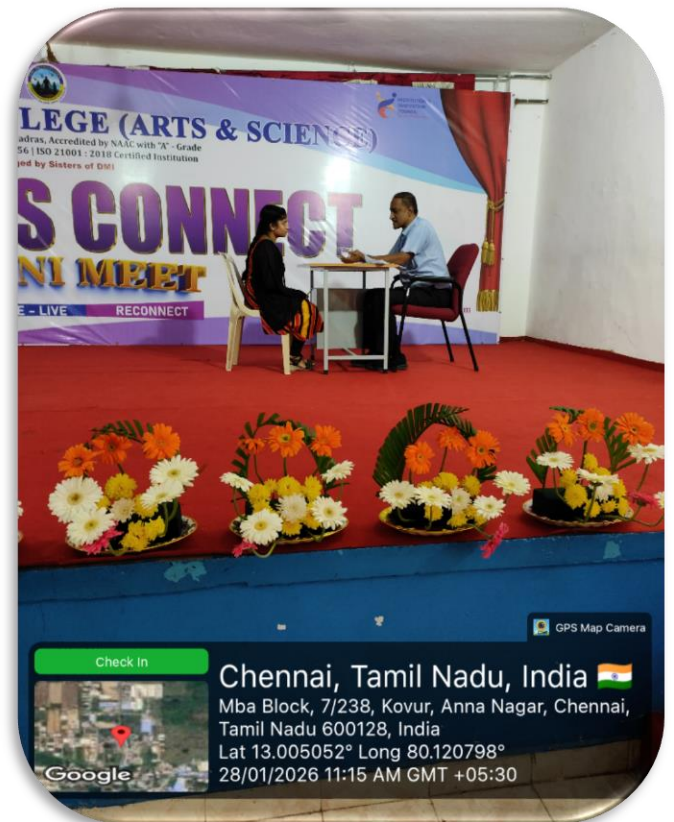 LEGE (ARTS & SCIENCE)
adras, Accredited by NAAC with "A" - Grade
56 | ISO 21001 : 2018 Certified Institution
ged by Sisters of DMI
S CONNECT
NI MEET
E - LIVE RECONNECT
GPS Map Camera
Check In
Google
Chennai, Tamil Nadu, India
Mba Block, 7/238, Kovur, Anna Nagar, Chennai,
Tamil Nadu 600128, India
Lat 13.005052° Long 80.120798°
28/01/2026 11:15 AM GMT +05:30